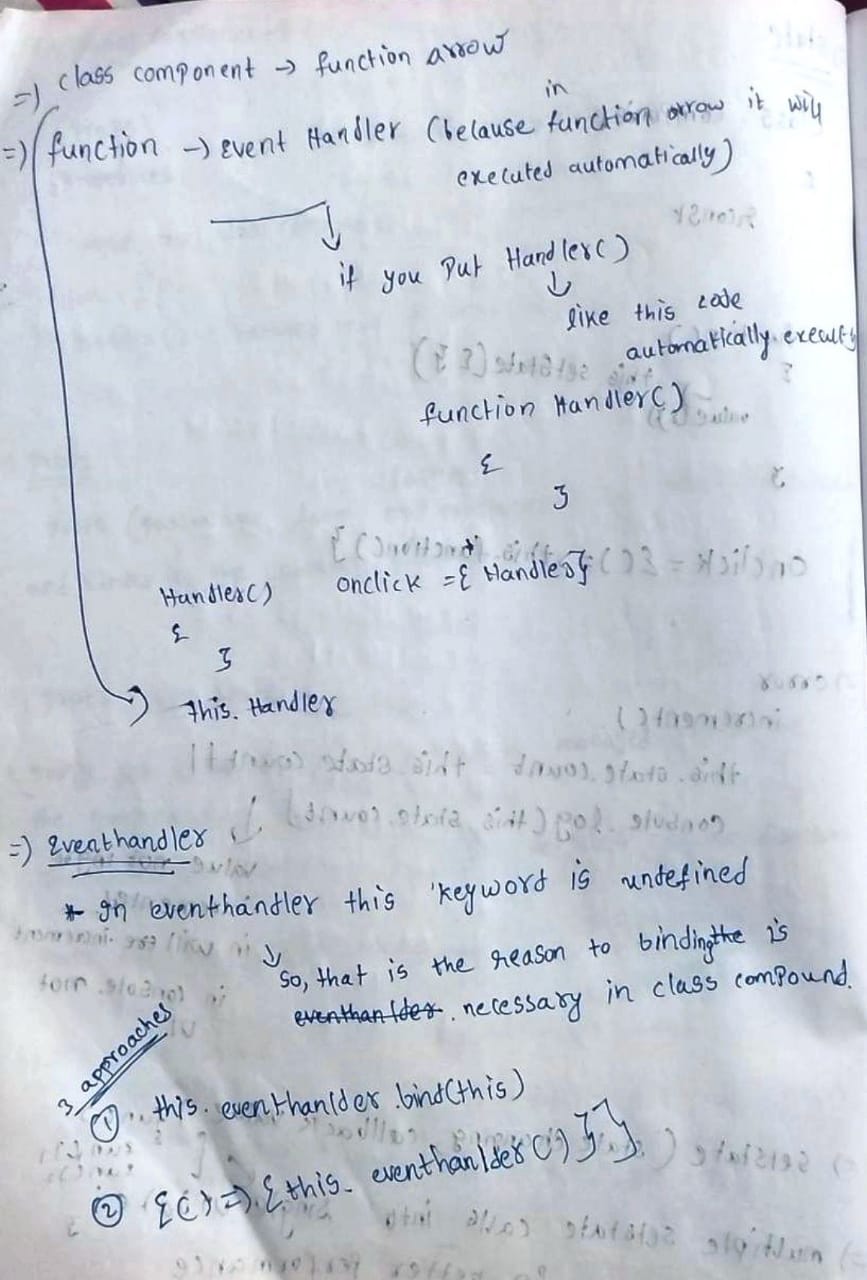 =) class component → function arrow
=) function → Event Handler (because in function arrow it will
executed automatically)
if you put Handler()
↓
like this code
automatically execut
function Handler()
{
}
onclick ={ Handler}
Handler()
{
}
this. Handler
=) Eventhandler
* In eventhandler this keyword is undefined
↓
so, that is the reason to binding the is
necessary in class compound.
3 approaches
① this. eventhanlder .bind(this)
② {() => { this. eventhanlder () } }